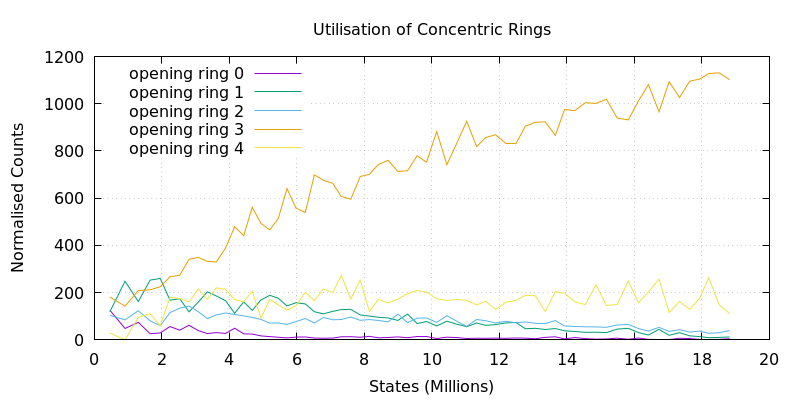 Utilisation of Concentric Rings
Normalised Counts
1200
1000
800
600
400
200
0
opening ring 0
opening ring 1
opening ring 2
opening ring 3
opening ring 4
0 2 4 6 8 10 12 14 16 18 20
States (Millions)